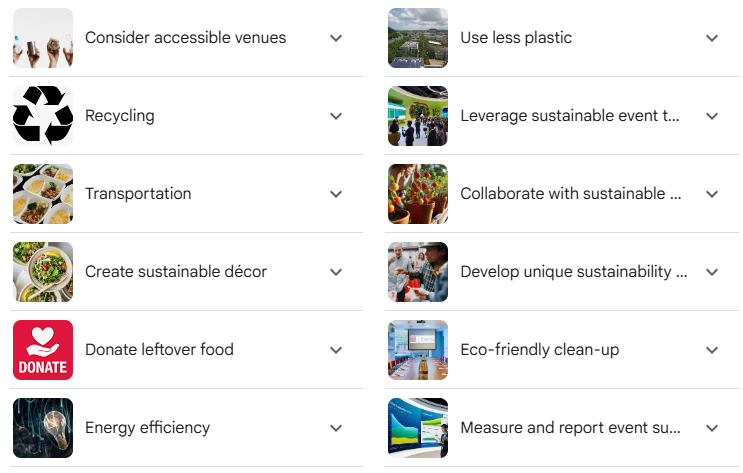 Consider accessible venues
Recycling
Transportation
Create sustainable décor
DONATE
Donate leftover food
Energy efficiency
Use less plastic
Leverage sustainable event t...
Collaborate with sustainable ...
Develop unique sustainability ...
Eco-friendly clean-up
Measure and report event su...